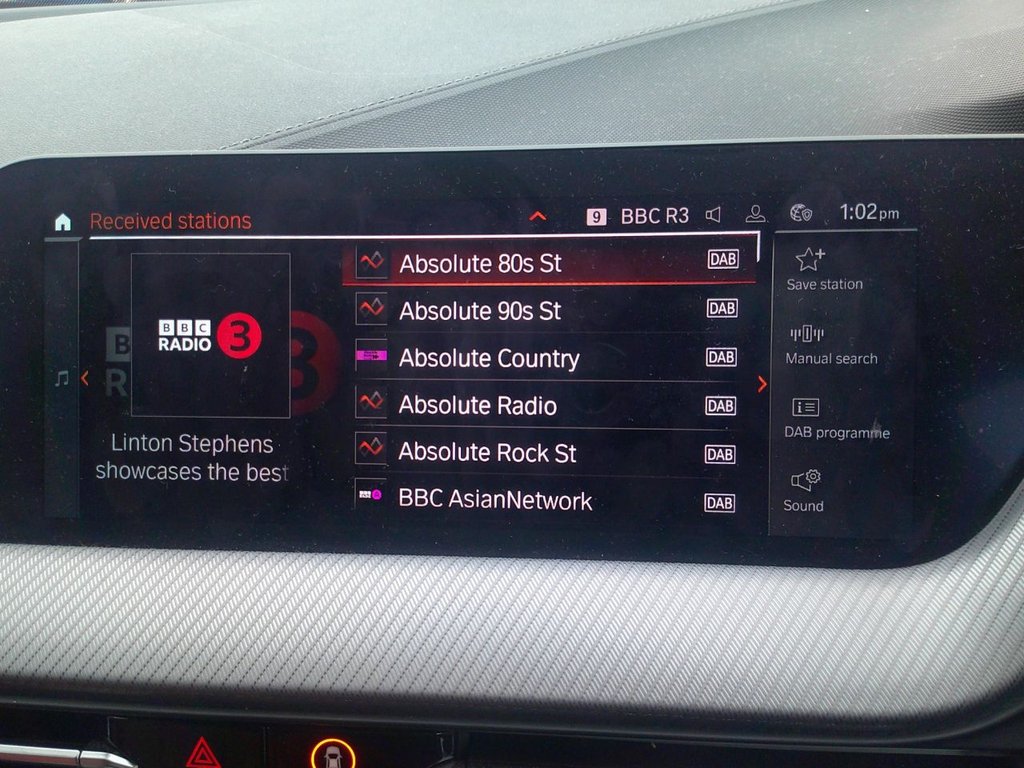 Received stations
9 BBC R3
1:02pm
BBC
RADIO 3
Linton Stephens
showcases the best
Absolute 80s St DAB
Absolute 90s St DAB
Absolute Country DAB
Absolute Radio DAB
Absolute Rock St DAB
BBC AsianNetwork DAB
Save station
Manual search
DAB programme
Sound